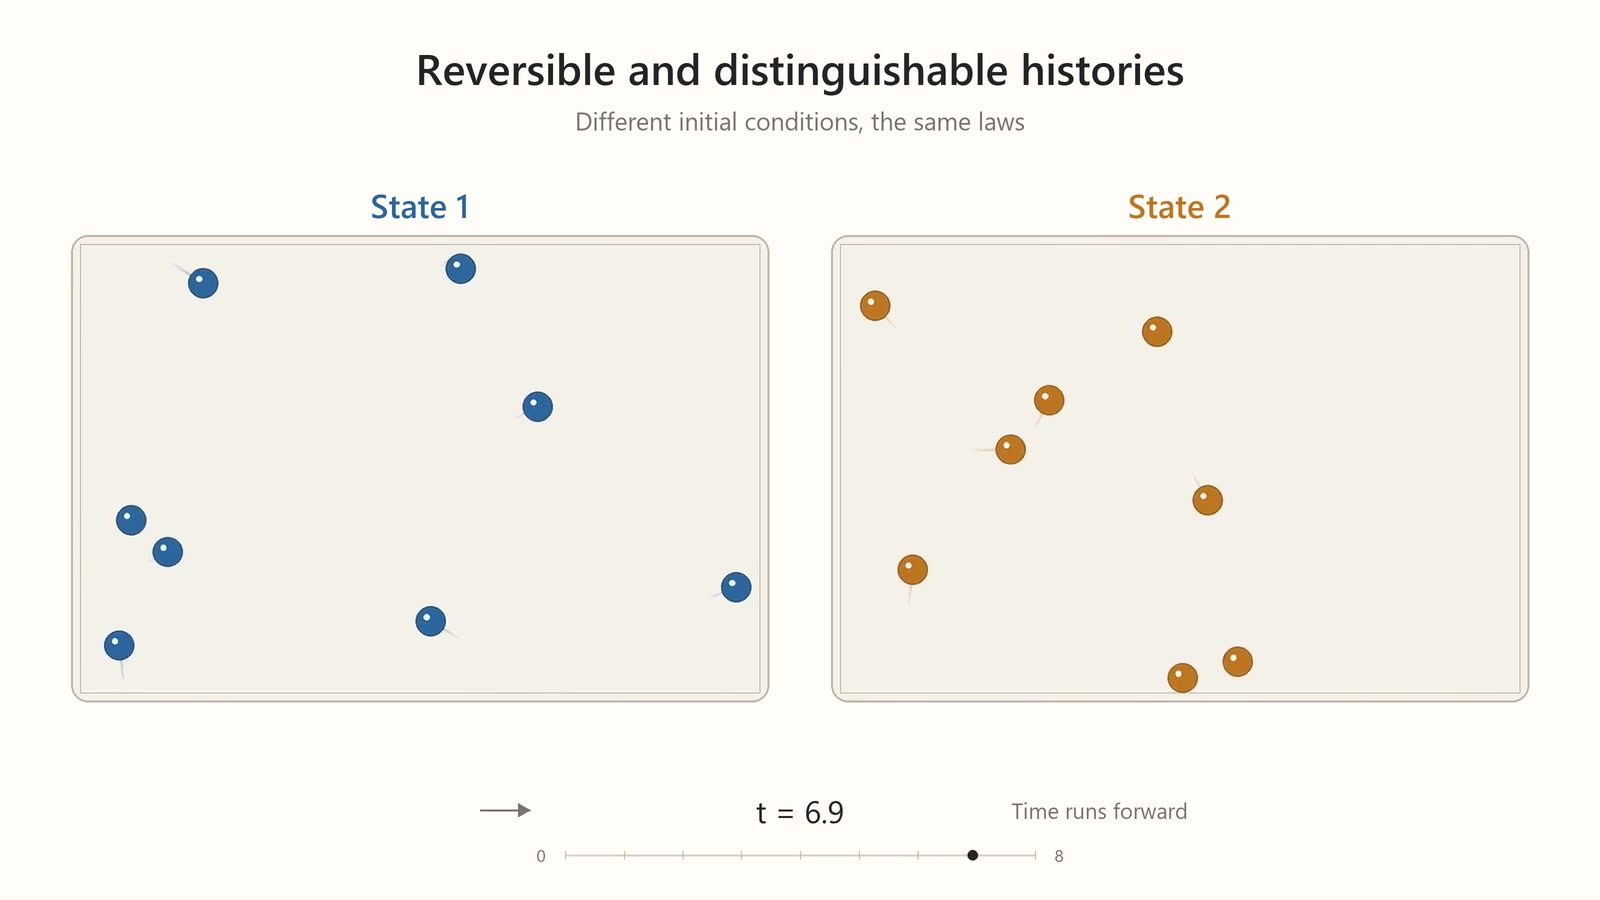 Reversible and distinguishable histories
Different initial conditions, the same laws
State 1
State 2
t = 6.9
Time runs forward
0
8